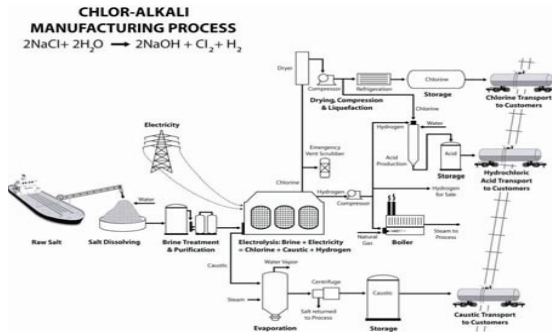 CHLOR-ALKALI
MANUFACTURING PROCESS
2NaCl+ 2H₂O → 2NaOH + Cl₂+ H₂
Dryer
Compressor
Refrigeration
Chlorine
Drying, Compression
& Liquefaction
Storage
Chlorine Transport
to Customers
Chlorine
Hydrogen
Water
Electricity
Emergency
Vent Scrubber
Acid
Production
Acid
Storage
Hydrochloric
Acid Transport
to Customers
Chlorine
Hydrogen
Compressor
Hydrogen
for Sale
Water
Raw Salt
Salt Dissolving
Brine Treatment
& Purification
Electrolysis: Brine + Electricity
= Chlorine + Caustic + Hydrogen
Natural
Gas
Boiler
Steam to
Process
Caustic
Water Vapor
Centrifuge
Steam
Salt returned
to Process
Caustic
Evaporation
Storage
Caustic Transport
to Customers